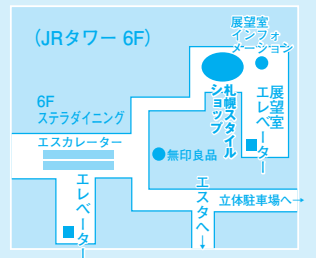 (JRタワー 6F)
展望室
インフォ
メーション
札幌スタイル
ショップ
展望室
エレベーター
6F
ステラダイニング
エスカレーター
無印良品
エレベーター
エスタへ→
立体駐車場へ→